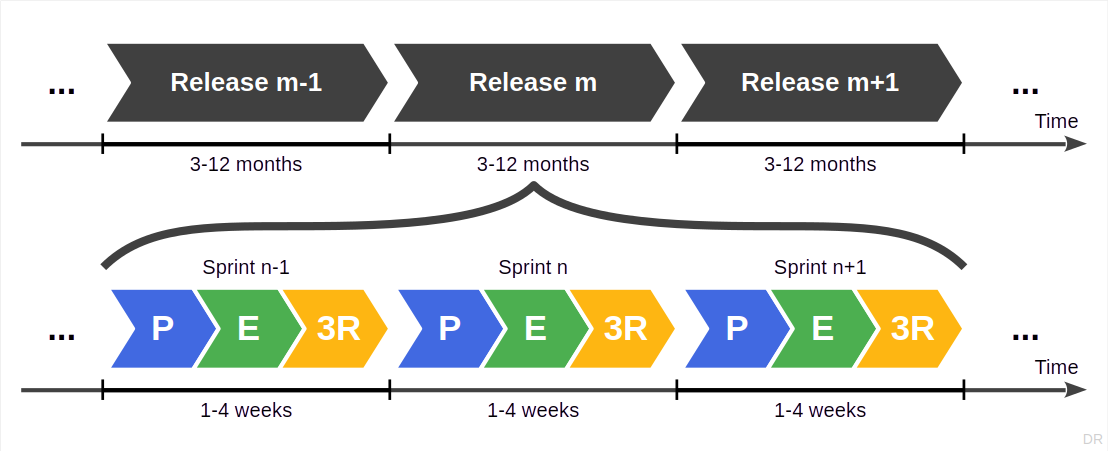 ... Release m-1 Release m Release m+1 ...
Time
3-12 months 3-12 months 3-12 months
Sprint n-1 Sprint n Sprint n+1
... P E 3R P E 3R P E 3R ...
Time
1-4 weeks 1-4 weeks 1-4 weeks
DR